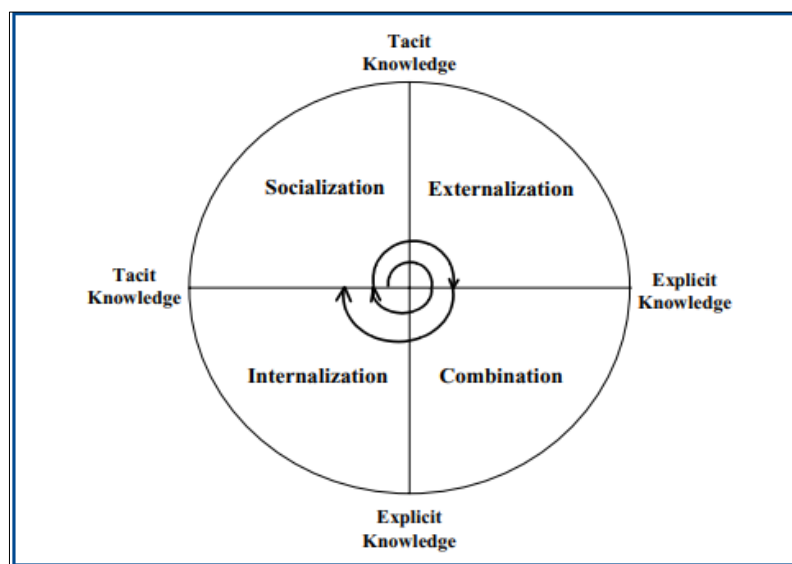 Tacit
Knowledge
Socialization
Externalization
Tacit
Knowledge
Explicit
Knowledge
Internalization
Combination
Explicit
Knowledge